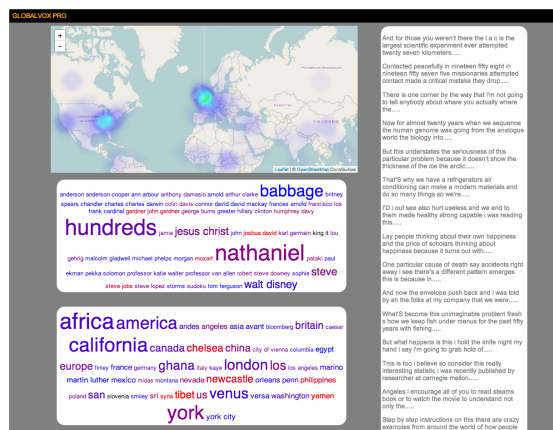 GLOBALVOX PRO
+
−
Leaflet | © OpenStreetMap Contributors
anderson anderson cooper ann arbour anthony damasio arnold arthur clarke babbage britney
spears chandler charles charles darwin colin davis connor david david mackay frances arnold francisco los
frank cardinal gardner john gardner george burns greater hillary clinton humphrey davy
hundreds jamie jesus christ john joshua david karl germain king it lou
gehrig malcolm gladwell michael phelps morgan mozart nathaniel pataki paul
ekman pekka solomon professor katie walter professor van allen robert steve downey sophie steve
steve jobs steve lopez storms sudoku tom ferguson walt disney
africa america andes angeles asia avant bloomberg britain caesar
california canada chelsea china city of vienna columbia egypt
europe finley france germany ghana italy kaye london los los angeles marino
martin luther mexico midas montana nevada newcastle orleans penn philippines
poland san slovenia smiley sri syria tibet us venus versa washington yemen
york york city
And for those you weren't there the l a c is the
largest scientific experiment ever attempted
twenty seven kilometers.....
Contacted peacefully in nineteen fifty eight in
nineteen fifty seven five missionaries attempted
contact made a critical mistake they drop.....
There is one corner by the way that I'm not going
to tell anybody about where you actually where
the.....
Now for almost twenty years when we sequence
the human genome was going from the analogue
world the biology into.....
But this understates the seriousness of this
particular problem because it doesn't show the
thickness of the ice the arctic.....
That'S why we have a refrigerators air
conditioning can make a modern materials and
do so many things so we're.....
I'D i out see also hurt useless and we and to
them made healthy strong capable i was reading
this.....
Lay people thinking about their own happiness
and the price of scholars thinking about
happiness because it turns out with.....
One particular cause of death say accidents right
away i see there's a different pattern emerges
this is because in.....
And now the envelope push back and i was told
by ah the folks at my company that we were.....
What'S become this unimaginable problem fresh
s how we keep fish under menus for the past fifty
years with fishing.....
But what happens is this i hold the knife right my
hand i say i'm going to grab hold of.....
This is too i believe so consider this really
interesting statistic i was recently published by
researcher at carnegie mellon.....
Angeles i encourage all of you to read steams
book or to watch the movie to understand not
only the.....
Step by step instructions on this there are crazy
examples from around the world of how people